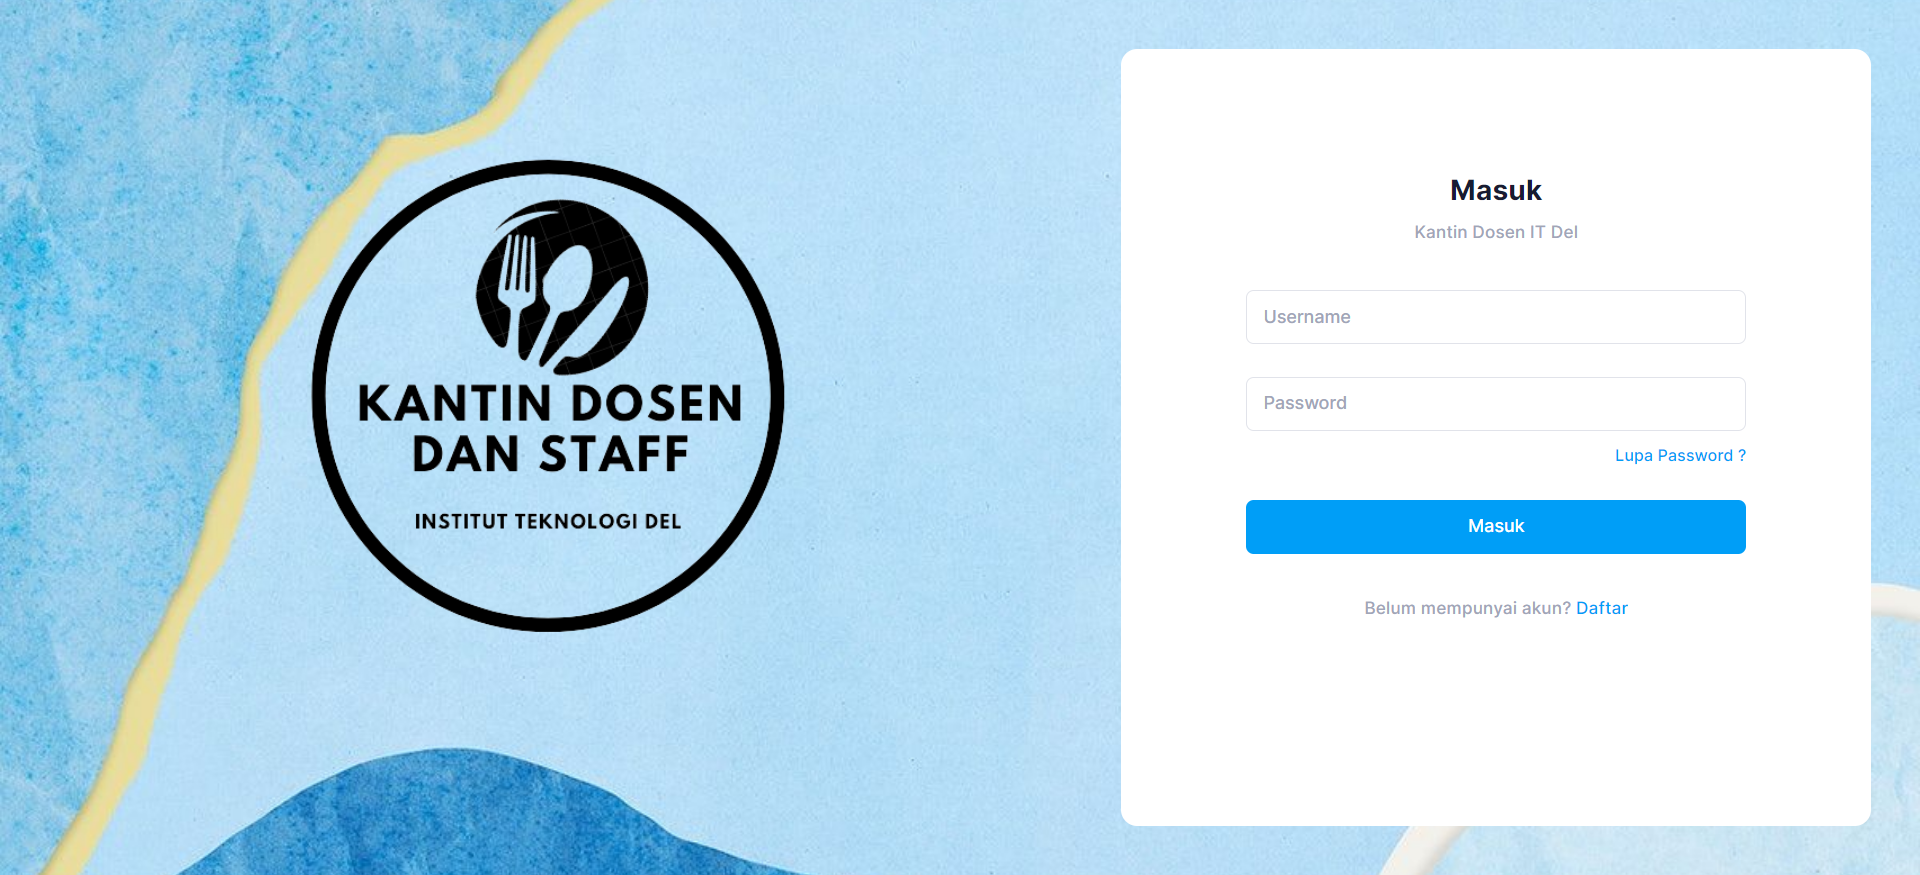 KANTIN DOSEN
DAN STAFF
INSTITUT TEKNOLOGI DEL
Masuk
Kantin Dosen IT Del
Username
Password
Lupa Password ?
Masuk
Belum mempunyai akun? Daftar